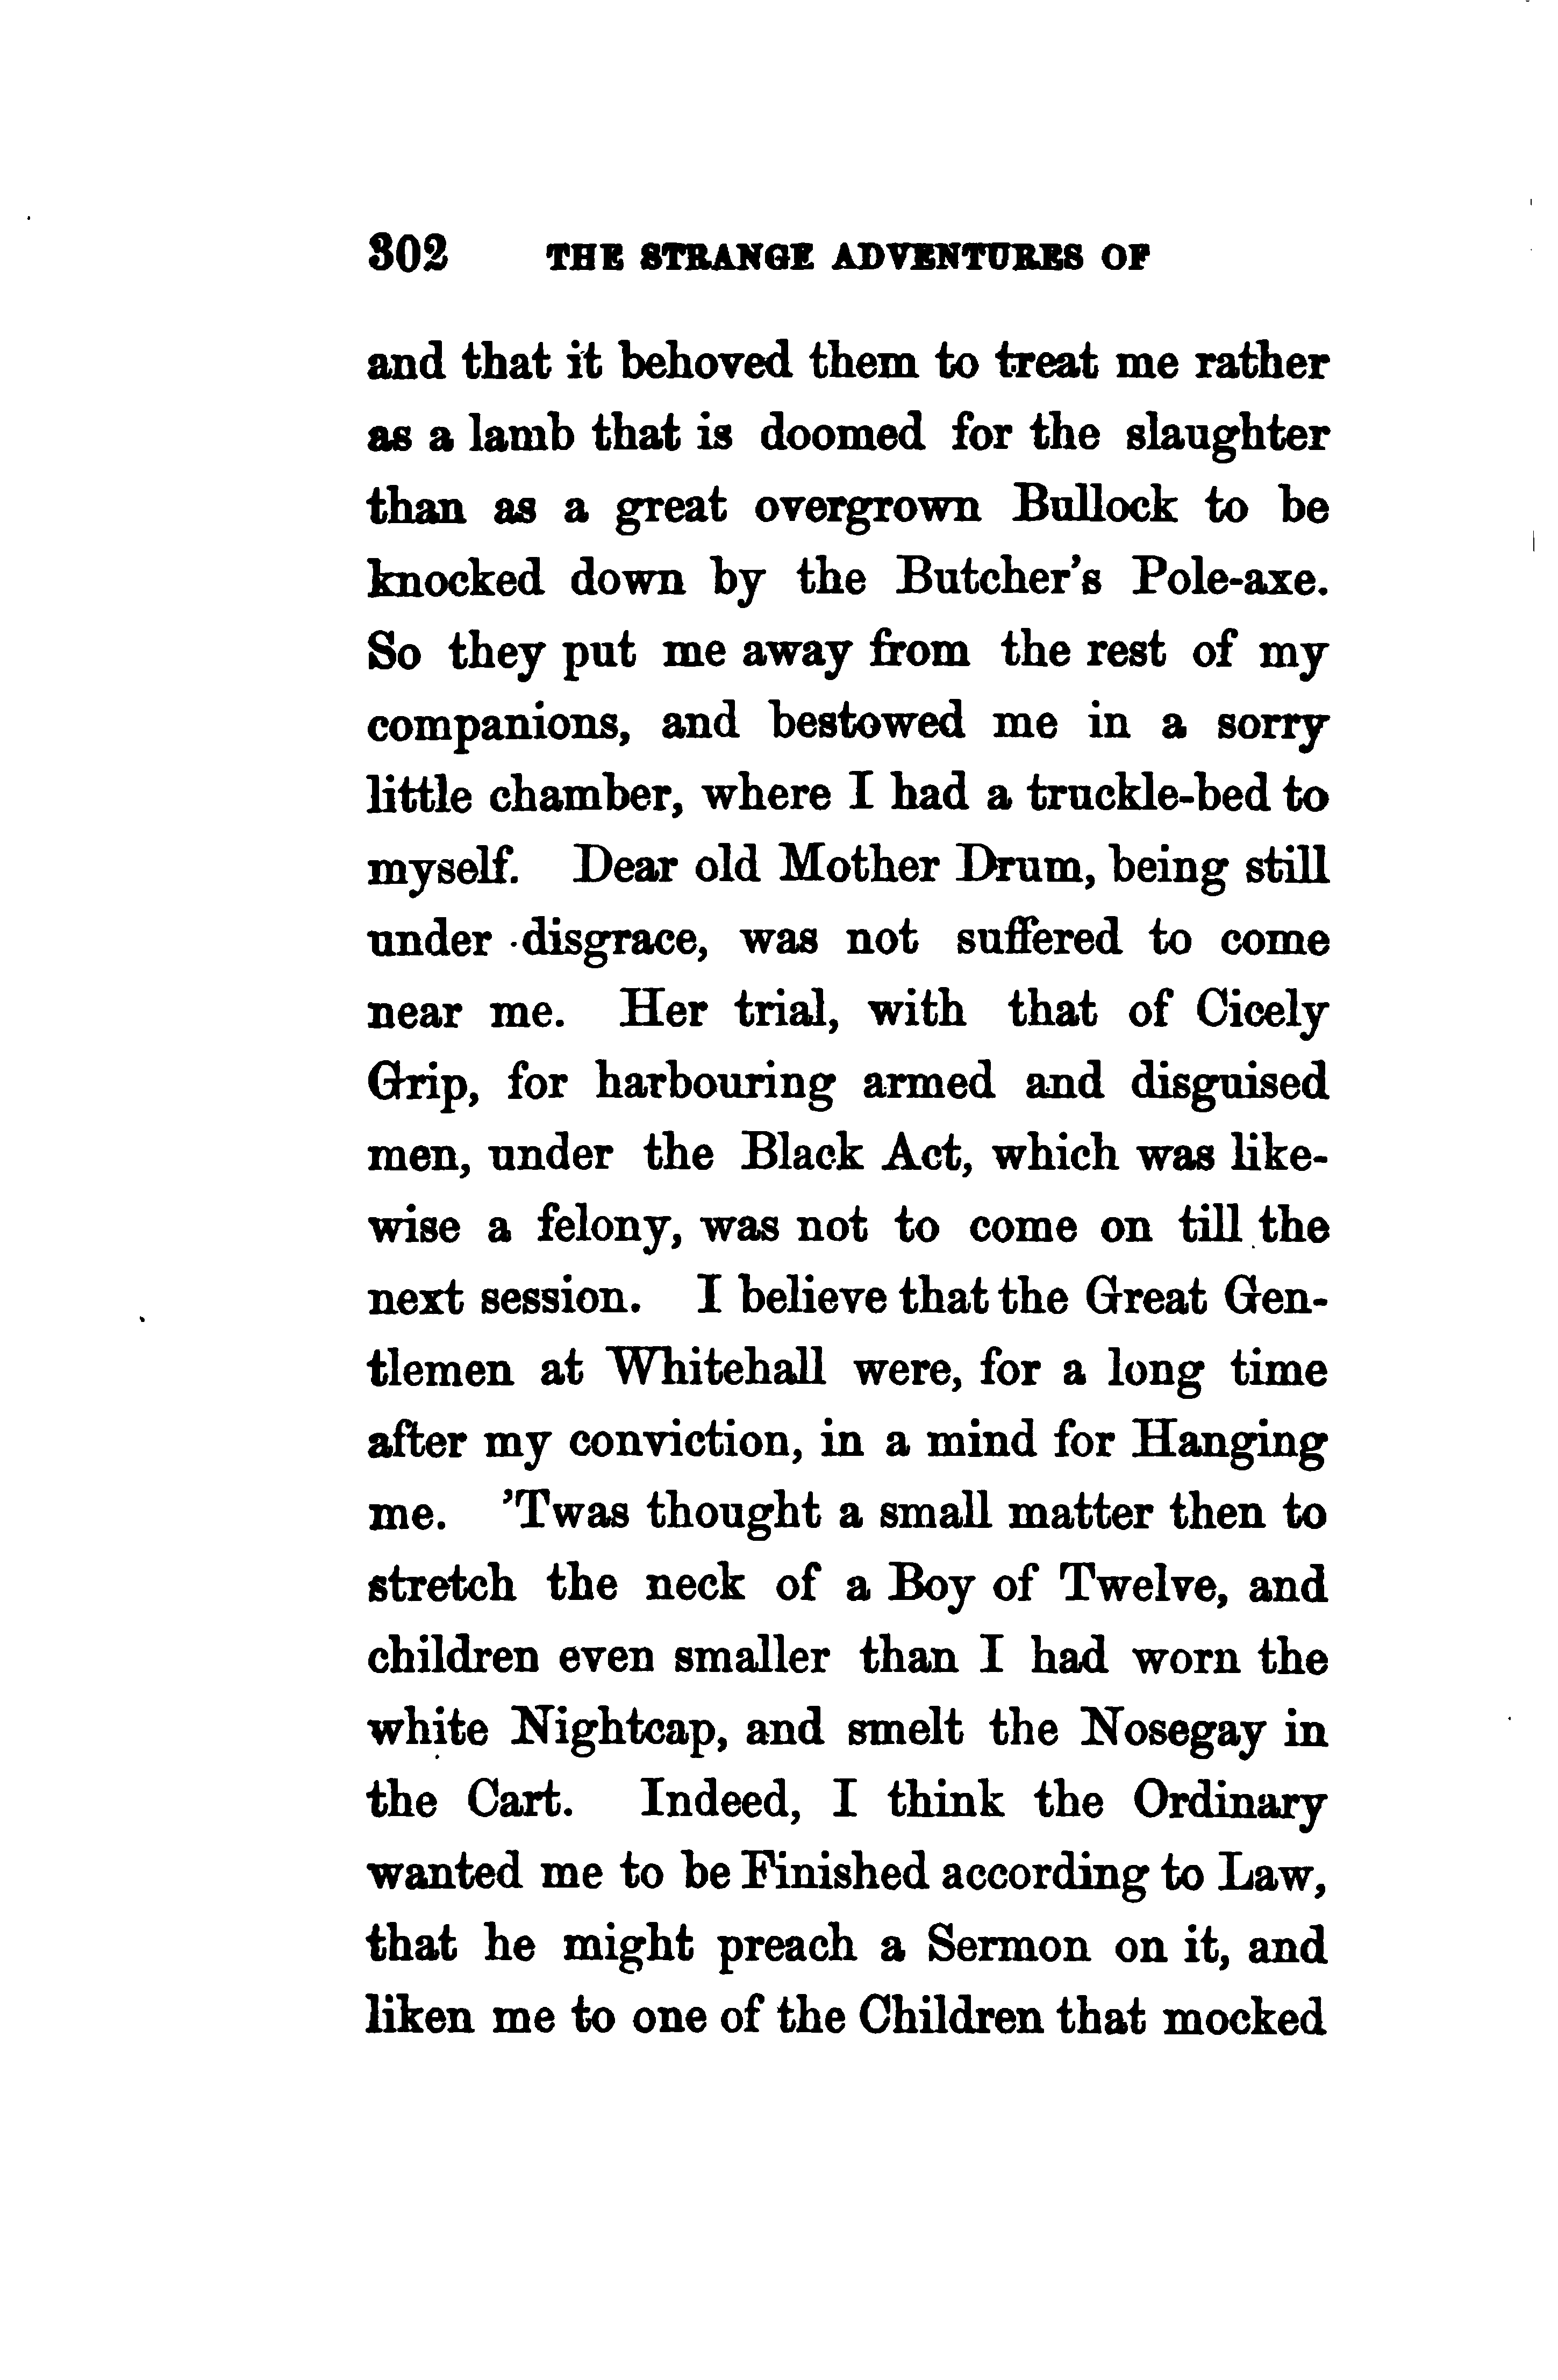 302 THE STRANGE ADVENTURES OF
and that it behoved them to treat me rather
as a lamb that is doomed for the slaughter
than as a great overgrown Bullock to be
knocked down by the Butcher's Pole-axe.
So they put me away from the rest of my
companions, and bestowed me in a sorry
little chamber, where I had a truckle-bed to
myself. Dear old Mother Drum, being still
under disgrace, was not suffered to come
near me. Her trial, with that of Cicely
Grip, for harbouring armed and disguised
men, under the Black Act, which was like-
wise a felony, was not to come on till the
next session. I believe that the Great Gen-
tlemen at Whitehall were, for a long time
after my conviction, in a mind for Hanging
me. 'Twas thought a small matter then to
stretch the neck of a Boy of Twelve, and
children even smaller than I had worn the
white Nightcap, and smelt the Nosegay in
the Cart. Indeed, I think the Ordinary
wanted me to be Finished according to Law,
that he might preach a Sermon on it, and
liken me to one of the Children that mocked